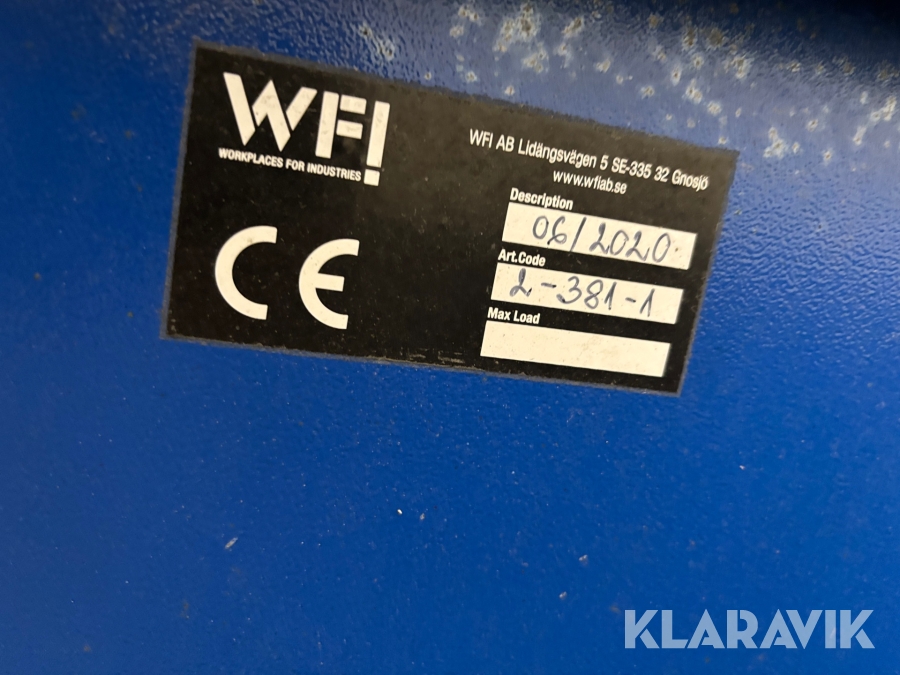 WFI
WORKPLACES FOR INDUSTRIES
CE
WFI AB Lidängsvägen 5 SE-335 32 Gnosjö
www.wfiab.se
Description
06/2020
Art.Code
2-381-1
Max Load
KLARAVIK